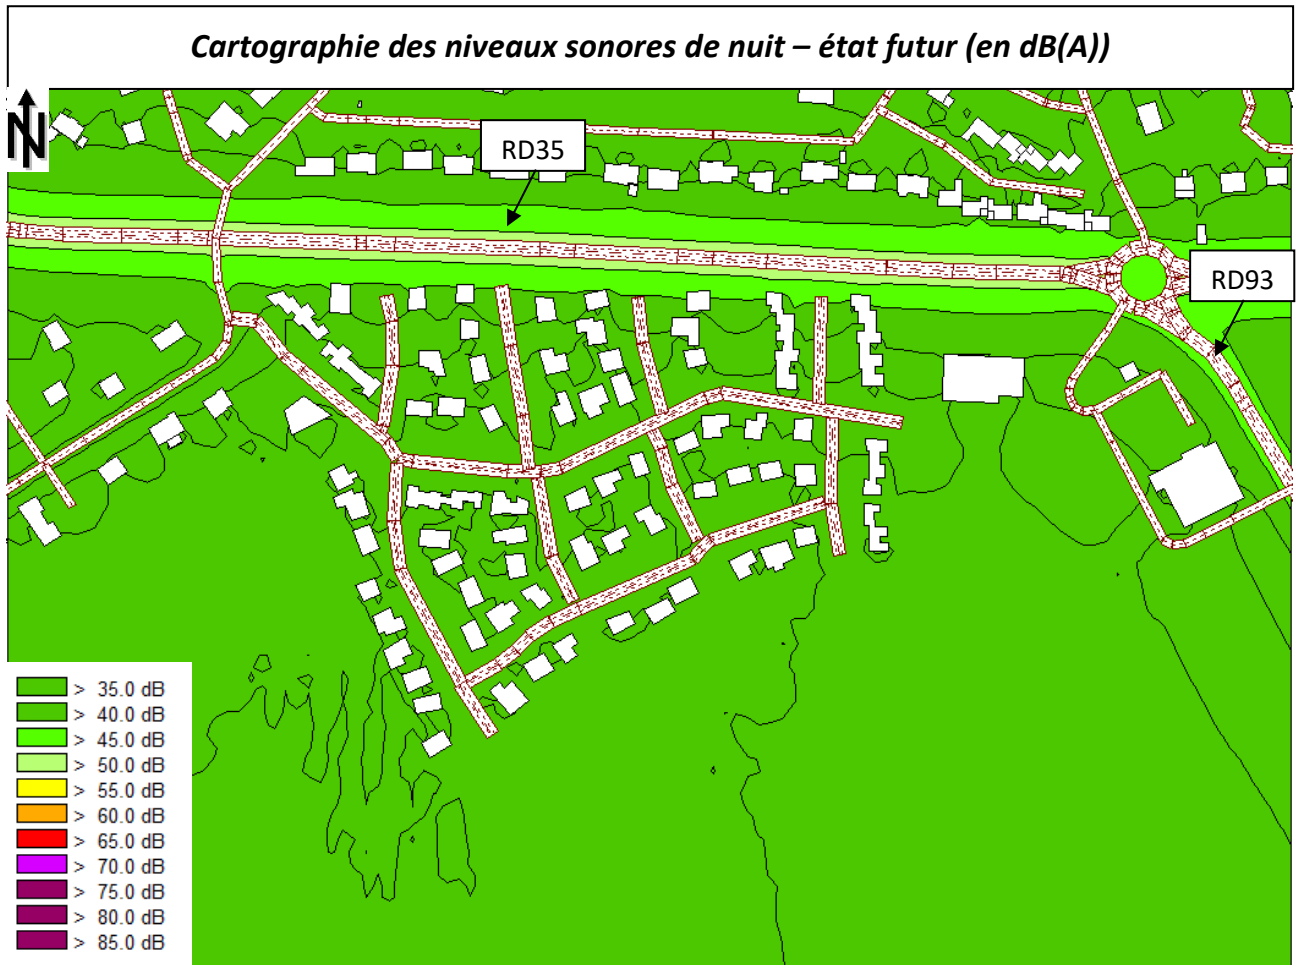 Cartographie des niveaux sonores de nuit – état futur (en dB(A))
N
RD35
RD93
> 35.0 dB
> 40.0 dB
> 45.0 dB
> 50.0 dB
> 55.0 dB
> 60.0 dB
> 65.0 dB
> 70.0 dB
> 75.0 dB
> 80.0 dB
> 85.0 dB